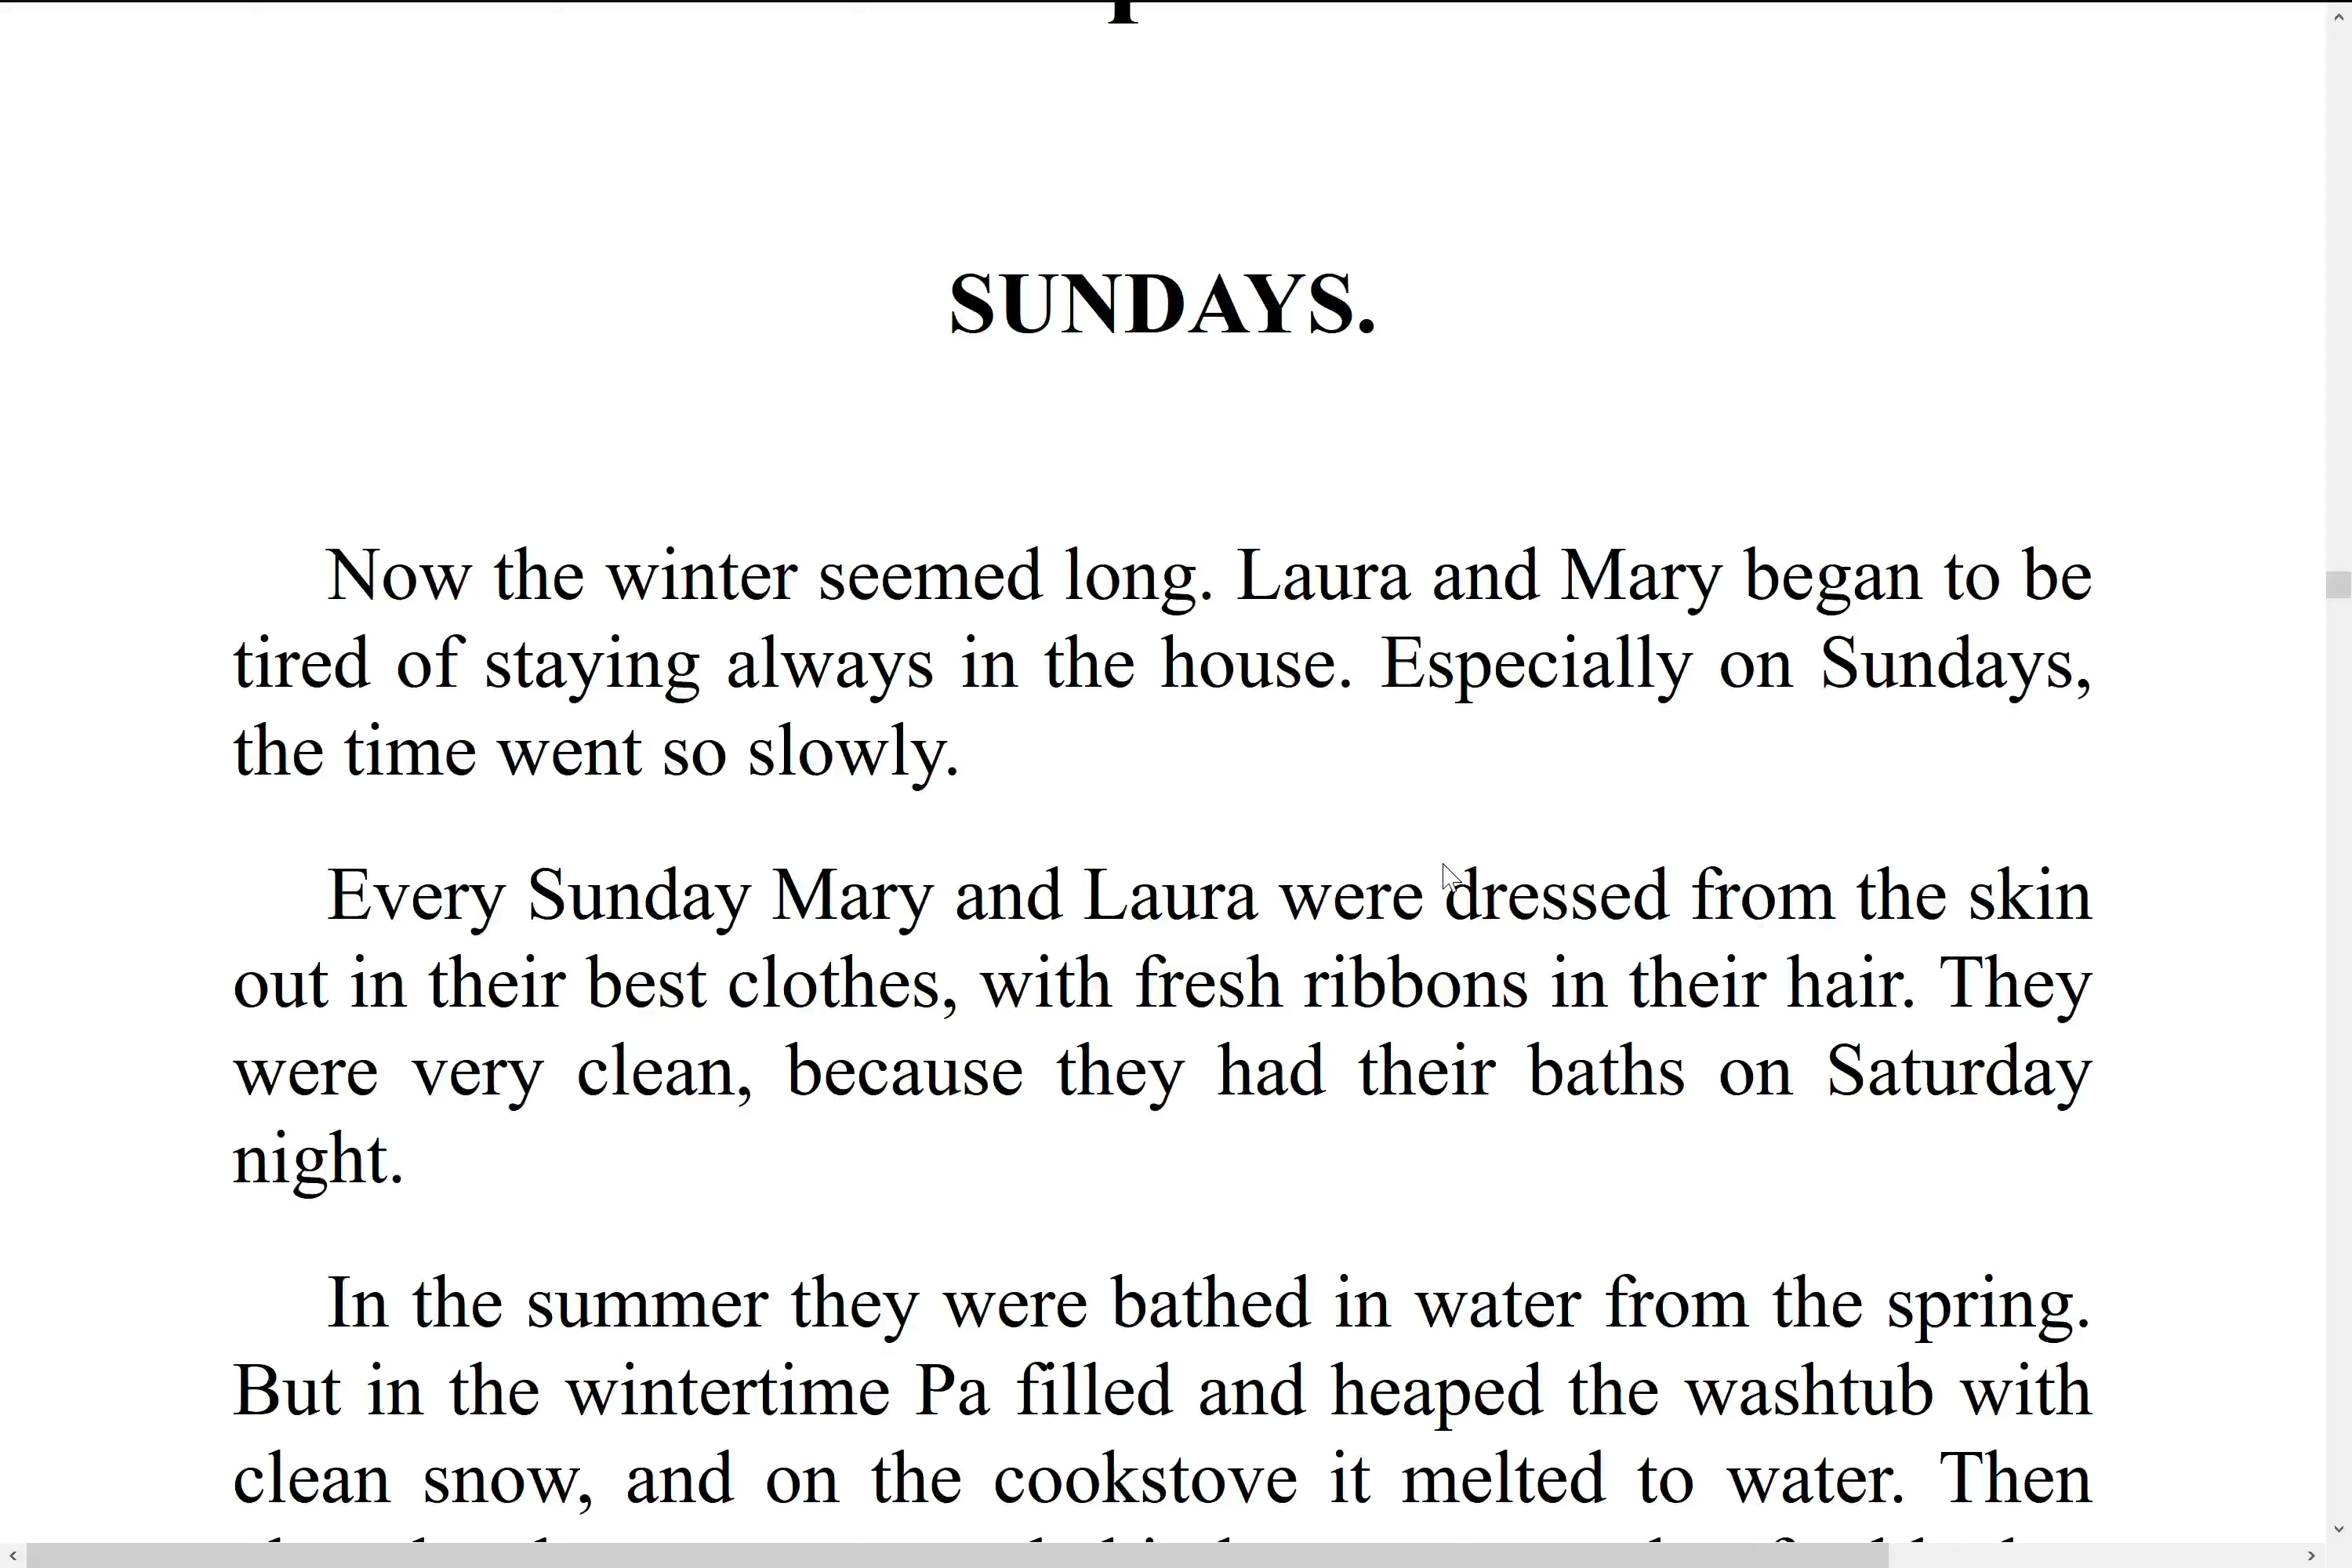 SUNDAYS.
Now the winter seemed long. Laura and Mary began to be
tired of staying always in the house. Especially on Sundays,
the time went so slowly.
Every Sunday Mary and Laura were dressed from the skin
out in their best clothes, with fresh ribbons in their hair. They
were very clean, because they had their baths on Saturday
night.
In the summer they were bathed in water from the spring.
But in the wintertime Pa filled and heaped the washtub with
clean snow, and on the cookstove it melted to water. Then